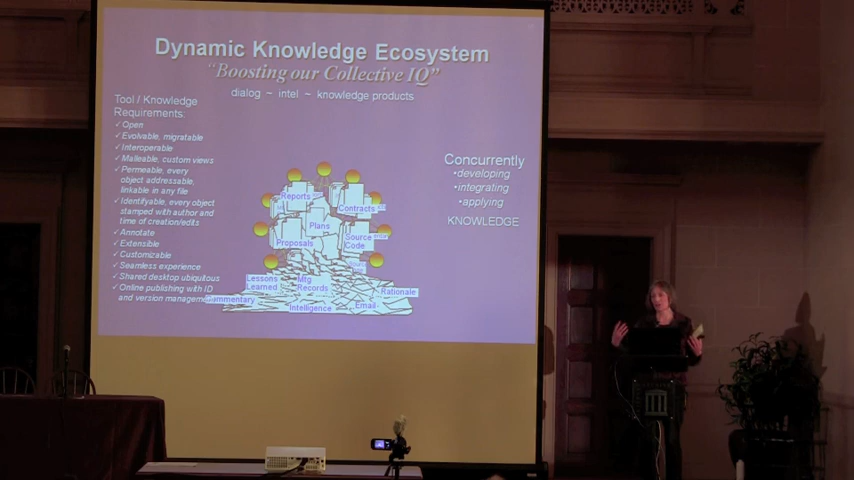 Dynamic Knowledge Ecosystem
“Boosting our Collective IQ”
dialog ~ intel ~ knowledge products
Tool / Knowledge
Requirements:
✓Open
✓Evolvable, migratable
✓Interoperable
✓Malleable, custom views
✓Permeable, every
object addressable,
linkable in any file
✓Identifyable, every object
stamped with author and
time of creation/edits
✓Annotate
✓Extensible
✓Customizable
✓Seamless experience
✓Shared desktop ubiquitous
✓Online publishing with ID
and version management
Reports
Contracts
Plans
Source
Code
Proposals
Lessons
Learned
Mtg
Records
Rationale
Commentary
Intelligence
Email
Concurrently
•developing
•integrating
•applying
KNOWLEDGE